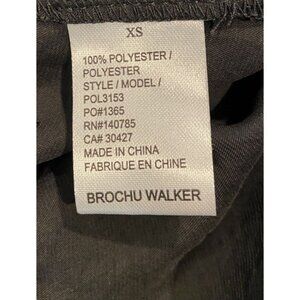 XS
100% POLYESTER /
POLYESTER
STYLE / MODEL /
POL3153
PO#1365
RN#140785
CA# 30427
MADE IN CHINA
FABRIQUE EN CHINE
BROCHU WALKER